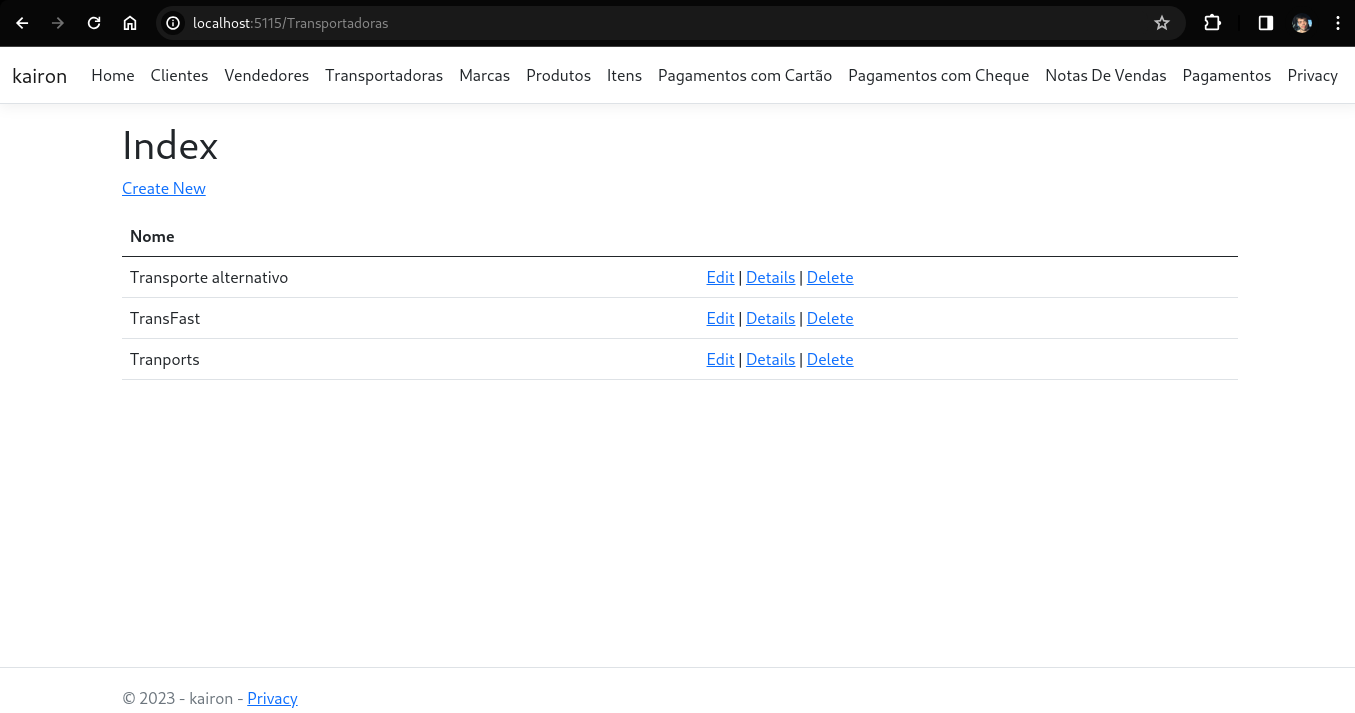 localhost:5115/Transportadoras
kairon Home Clientes Vendedores Transportadoras Marcas Produtos Itens Pagamentos com Cartão Pagamentos com Cheque Notas De Vendas Pagamentos Privacy
Index
Create New
Nome
Transporte alternativo Edit | Details | Delete
TransFast Edit | Details | Delete
Tranports Edit | Details | Delete
© 2023 - kairon - Privacy